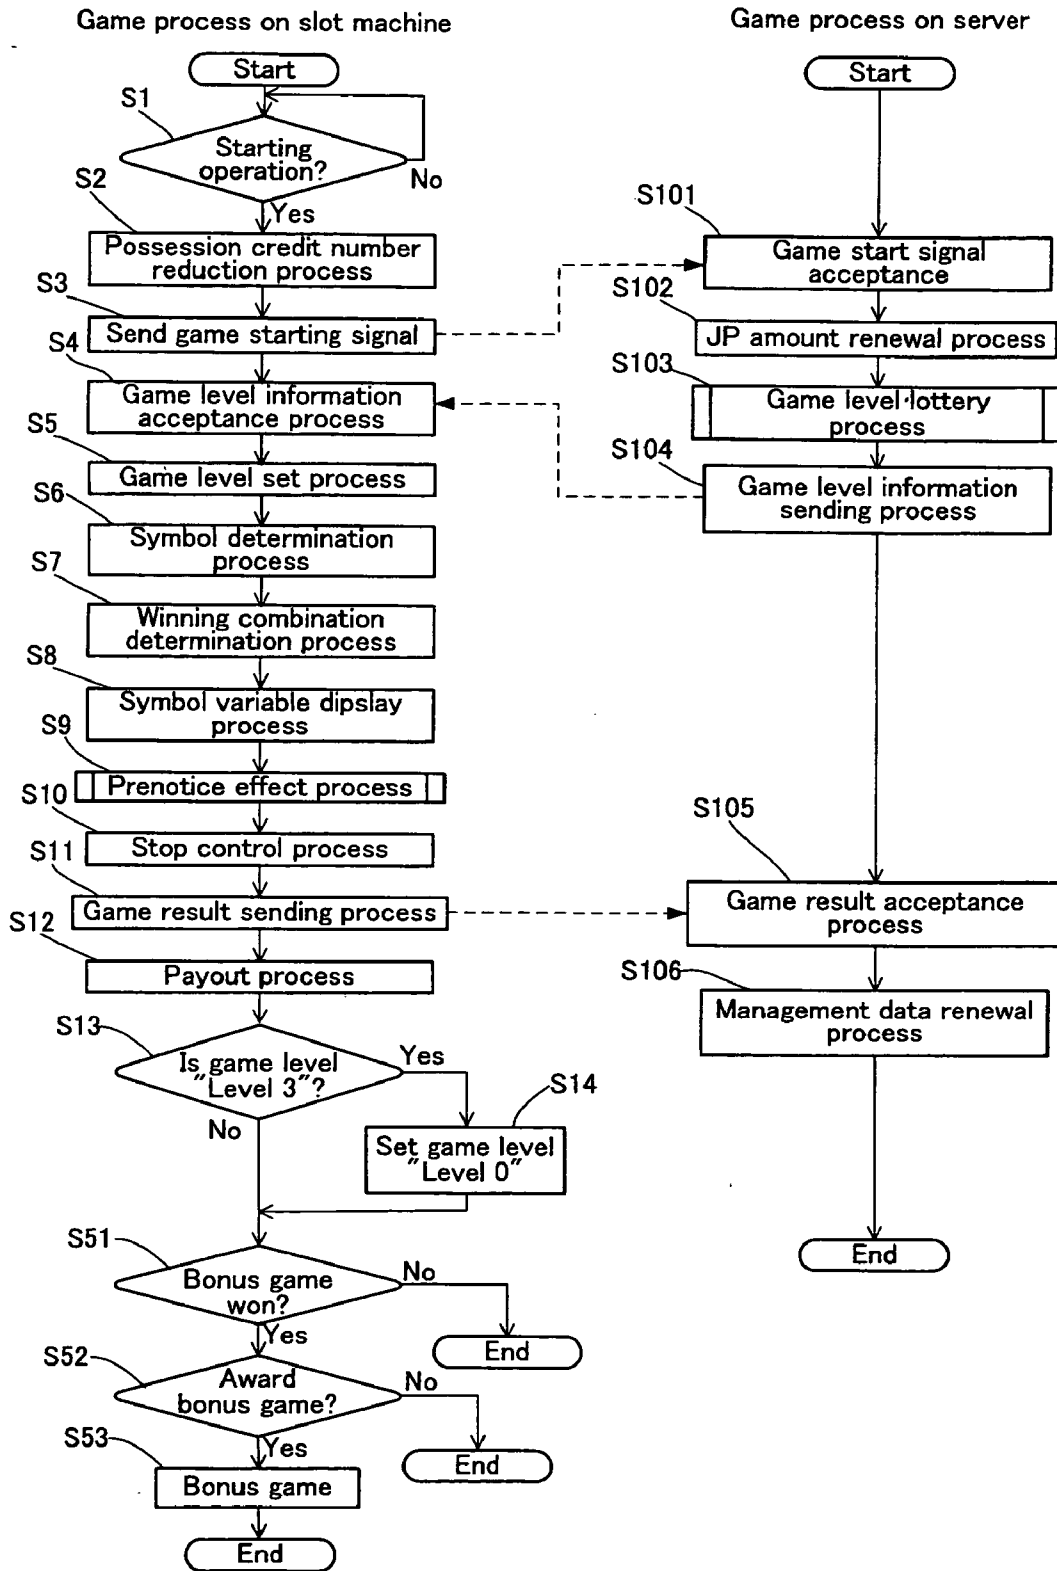 Game process on slot machine
Start
S1
Starting
operation?
No
Yes
S2
Possession credit number
reduction process
S3
Send game starting signal
S4
Game level information
acceptance process
S5
Game level set process
S6
Symbol determination
process
S7
Winning combination
determination process
S8
Symbol variable dipslay
process
S9
Prenotice effect process
S10
Stop control process
S11
Game result sending process
S12
Payout process
S13
Is game level
"Level 3"?
Yes
No
S14
Set game level
"Level 0"
S51
Bonus game
won?
No
End
Yes
S52
Award
bonus game?
No
End
Yes
S53
Bonus game
End
Game process on server
Start
S101
Game start signal
acceptance
S102
JP amount renewal process
S103
Game level lottery
process
S104
Game level information
sending process
S105
Game result acceptance
process
S106
Management data renewal
process
End